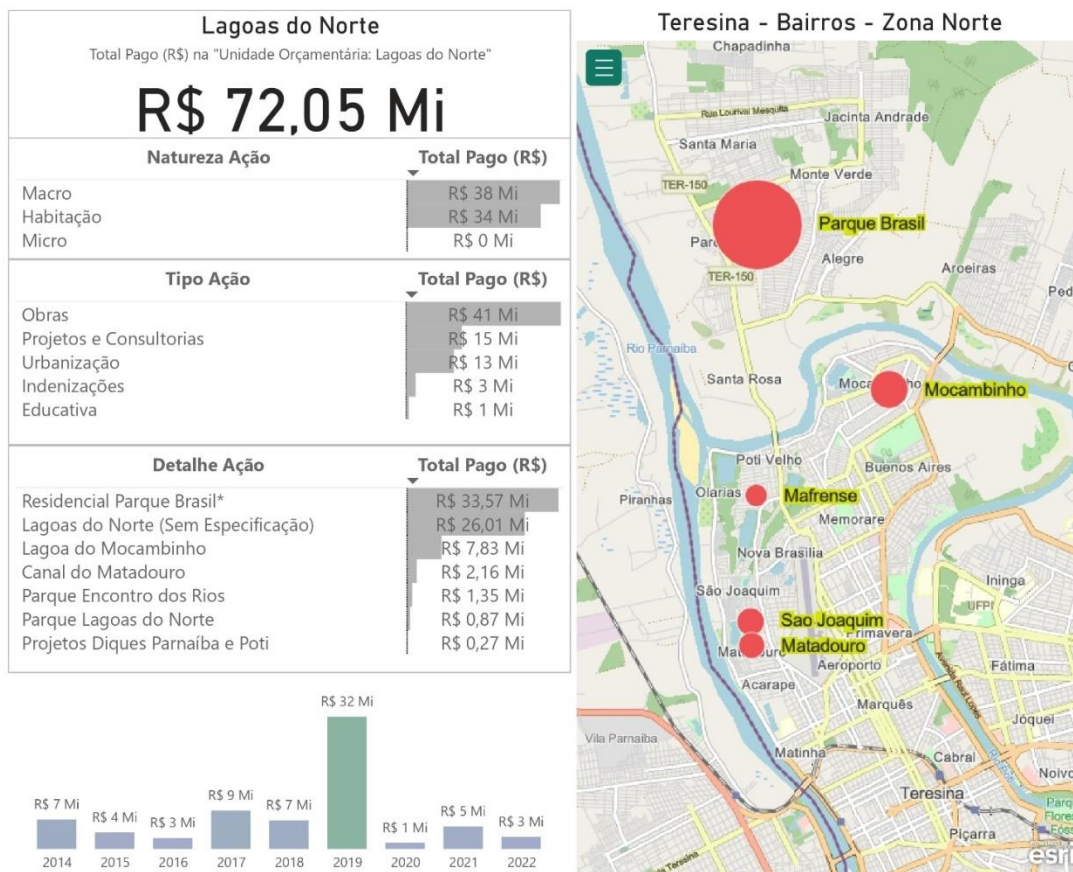 Lagoas do Norte
Total Pago (R$) na "Unidade Orçamentária: Lagoas do Norte"
R$ 72,05 Mi
Natureza Ação Total Pago (R$)
Macro R$ 38 Mi
Habitação R$ 34 Mi
Micro R$ 0 Mi
Tipo Ação Total Pago (R$)
Obras R$ 41 Mi
Projetos e Consultorias R$ 15 Mi
Urbanização R$ 13 Mi
Indenizações R$ 3 Mi
Educativa R$ 1 Mi
Detalhe Ação Total Pago (R$)
Residencial Parque Brasil* R$ 33,57 Mi
Lagoas do Norte (Sem Especificação) R$ 26,01 Mi
Lagoa do Mocambinho R$ 7,83 Mi
Canal do Matadouro R$ 2,16 Mi
Parque Encontro dos Rios R$ 1,35 Mi
Parque Lagoas do Norte R$ 0,87 Mi
Projetos Diques Parnaíba e Poti R$ 0,27 Mi
R$ 7 Mi R$ 4 Mi R$ 3 Mi R$ 9 Mi R$ 7 Mi R$ 32 Mi R$ 1 Mi R$ 5 Mi R$ 3 Mi
2014 2015 2016 2017 2018 2019 2020 2021 2022
Teresina - Bairros - Zona Norte
Chapadinha
Rua Lourival Mesquita
Jacinta Andrade
Santa Maria
Monte Verde
TER-150
Parque Brasil
Alegre
TER-150
Aroeiras
Rio Parnaíba
Santa Rosa
Mocambinho
Poti Velho
Buenos Aires
Olarias
Mafrense
Piranhas
Memorare
Nova Brasília
São Joaquim
Ininga
UFPI
Sao Joaquim
Primavera
Matadouro
Aeroporto
Fátima
Acarape
Avenida Raul Lopes
Marquês
Jóquei
Vila Parnaiba
Matinha
Cabral
Rio Poti
Noivo
Teresina
Piçarra
esri